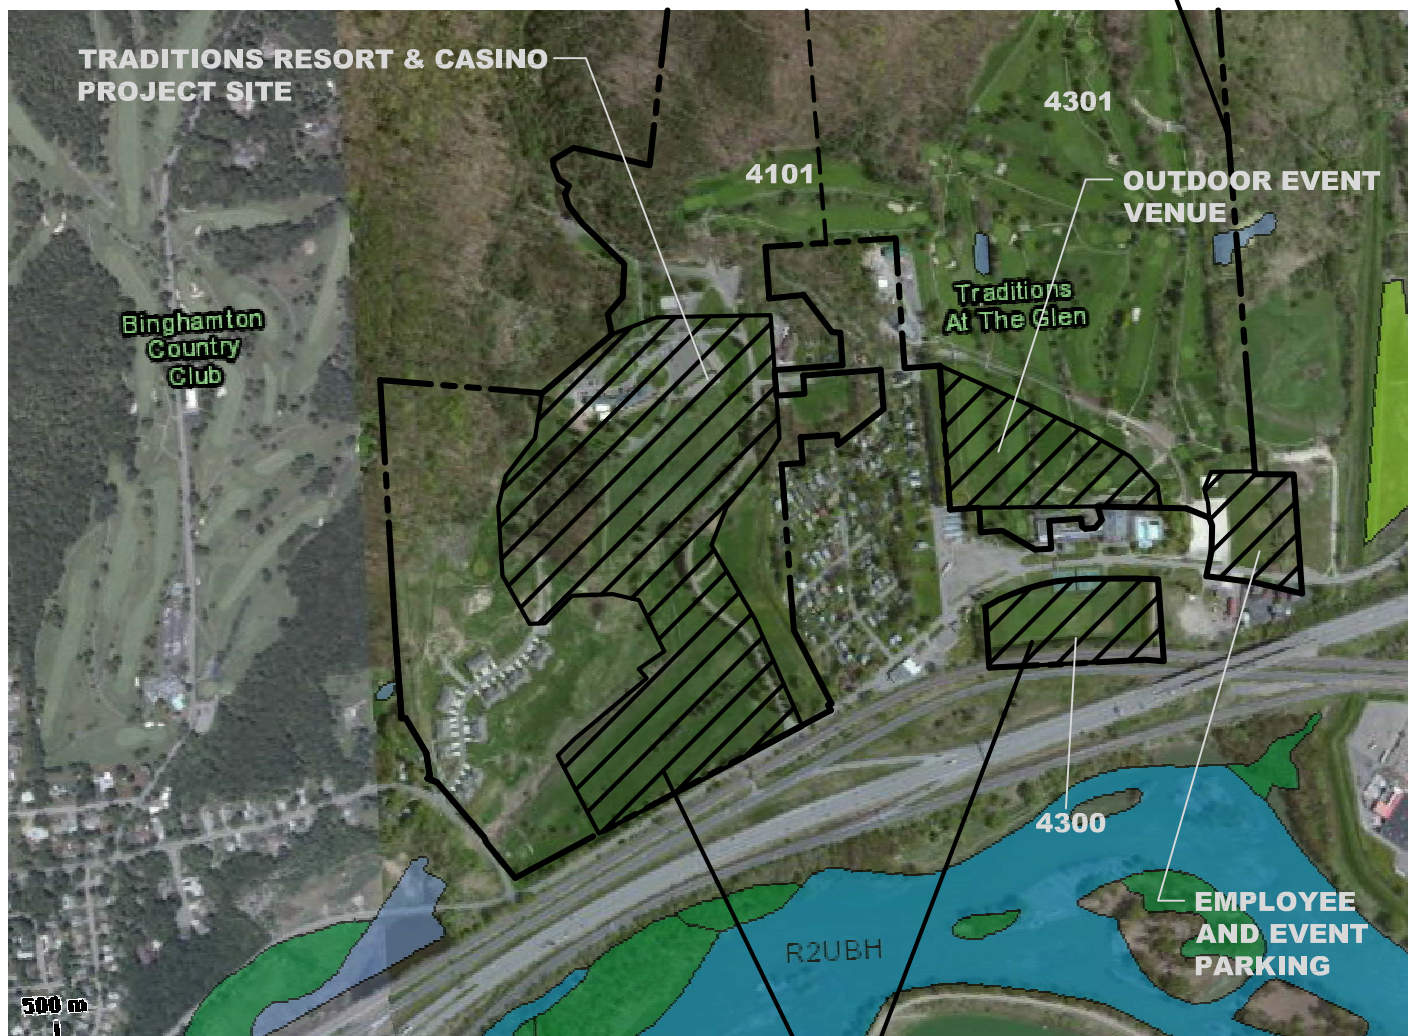 TRADITIONS RESORT & CASINO
PROJECT SITE
4301
4101
OUTDOOR EVENT
VENUE
Traditions
At The Glen
Binghamton
Country
Club
4300
EMPLOYEE
AND EVENT
PARKING
R2UBH
500 m